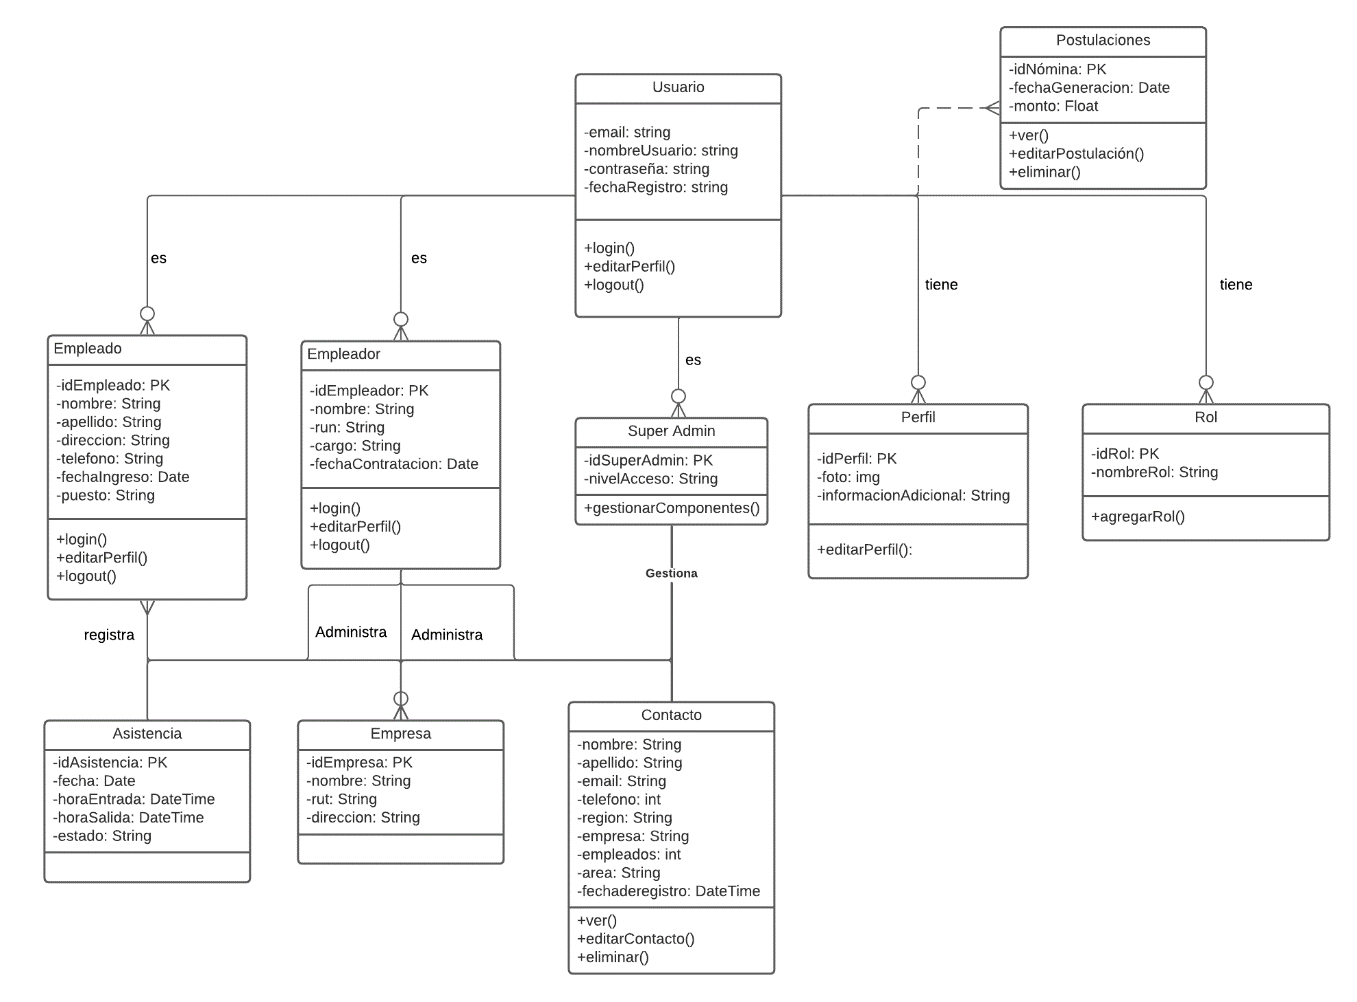 Postulaciones
-idNómina: PK
-fechaGeneracion: Date
-monto: Float
+ver()
+editarPostulación()
+eliminar()
Usuario
-email: string
-nombreUsuario: string
-contraseña: string
-fechaRegistro: string
+login()
+editarPerfil()
+logout()
es
es
es
tiene
tiene
Empleado
-idEmpleado: PK
-nombre: String
-apellido: String
-direccion: String
-telefono: String
-fechaIngreso: Date
-puesto: String
+login()
+editarPerfil()
+logout()
Empleador
-idEmpleador: PK
-nombre: String
-run: String
-cargo: String
-fechaContratacion: Date
+login()
+editarPerfil()
+logout()
Super Admin
-idSuperAdmin: PK
-nivelAcceso: String
+gestionarComponentes()
Perfil
-idPerfil: PK
-foto: img
-informacionAdicional: String
+editarPerfil():
Rol
-idRol: PK
-nombreRol: String
+agregarRol()
registra
Administra
Administra
Gestiona
Asistencia
-idAsistencia: PK
-fecha: Date
-horaEntrada: DateTime
-horaSalida: DateTime
-estado: String
Empresa
-idEmpresa: PK
-nombre: String
-rut: String
-direccion: String
Contacto
-nombre: String
-apellido: String
-email: String
-telefono: int
-region: String
-empresa: String
-empleados: int
-area: String
-fechaderegistro: DateTime
+ver()
+editarContacto()
+eliminar()